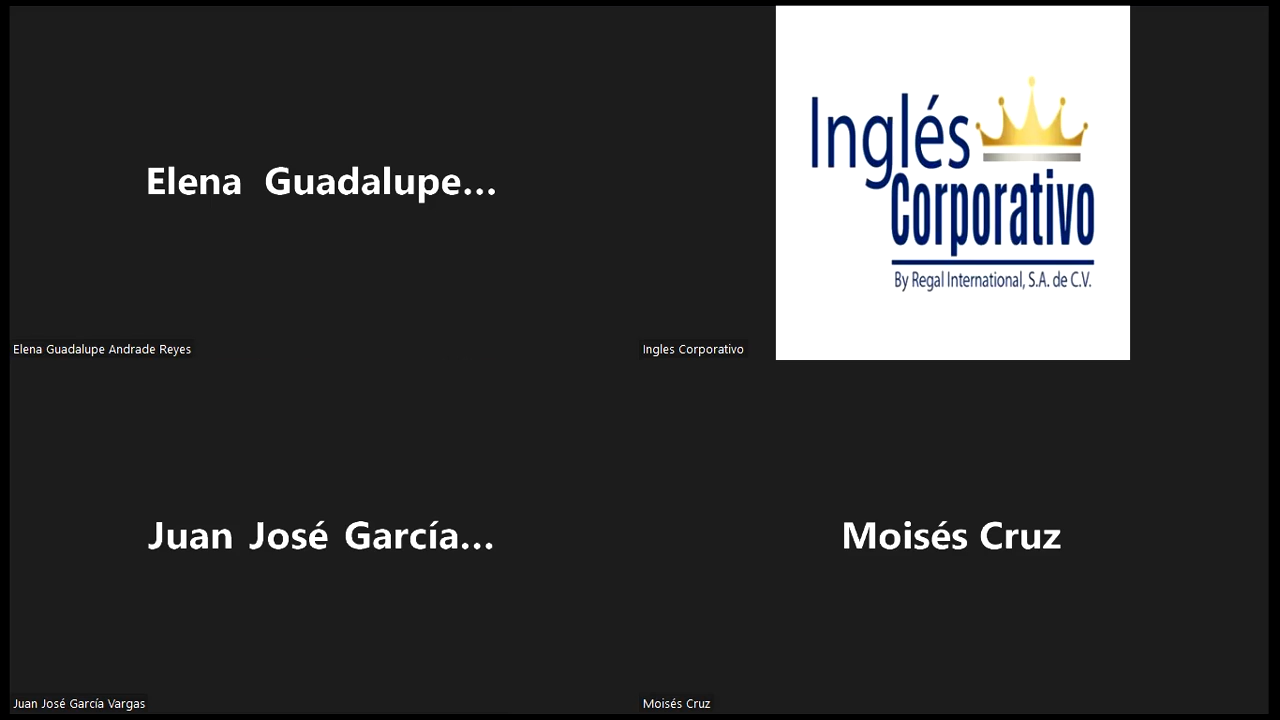 Elena Guadalupe...
Inglés
Corporativo
By Regal International, S.A. de C.V.
Elena Guadalupe Andrade Reyes
Ingles Corporativo
Juan José García...
Moisés Cruz
Juan José García Vargas
Moisés Cruz